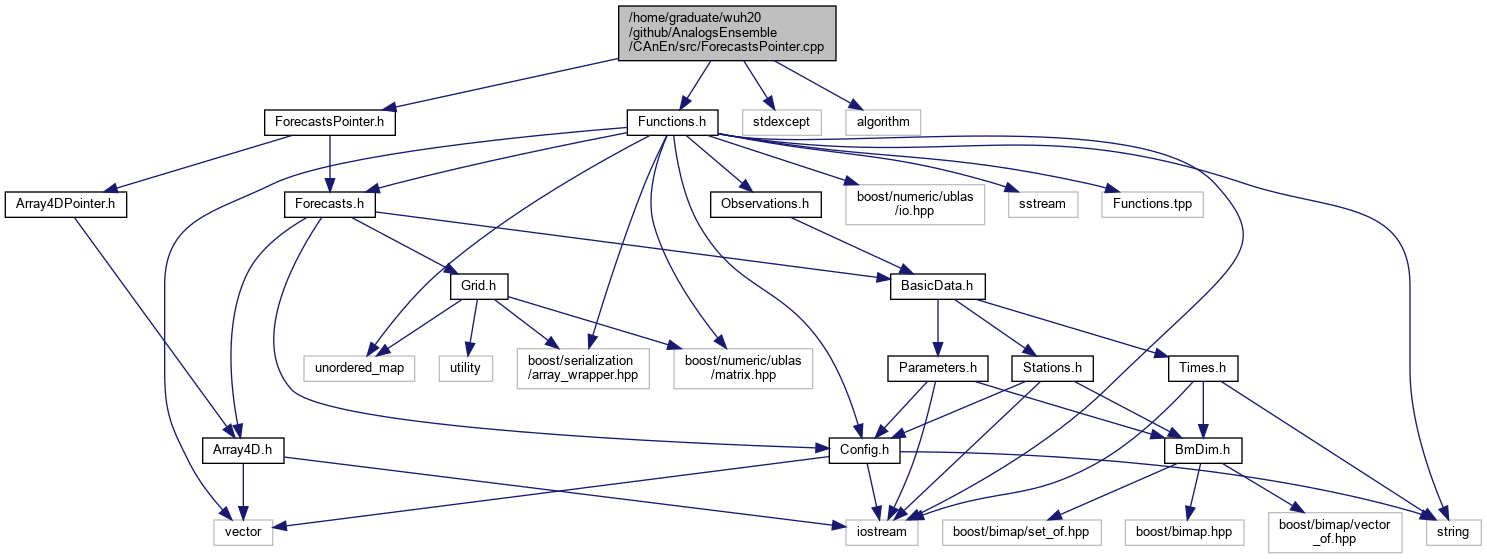 /home/graduate/wuh20
/github/AnalogsEnsemble
/CAnEn/src/ForecastsPointer.cpp
ForecastsPointer.h
Functions.h
stdexcept
algorithm
Array4DPointer.h
Forecasts.h
Observations.h
boost/numeric/ublas
/io.hpp
sstream
Functions.tpp
Grid.h
BasicData.h
unordered_map
utility
boost/serialization
/array_wrapper.hpp
boost/numeric/ublas
/matrix.hpp
Parameters.h
Stations.h
Times.h
Array4D.h
Config.h
BmDim.h
vector
iostream
boost/bimap/set_of.hpp
boost/bimap.hpp
boost/bimap/vector
_of.hpp
string